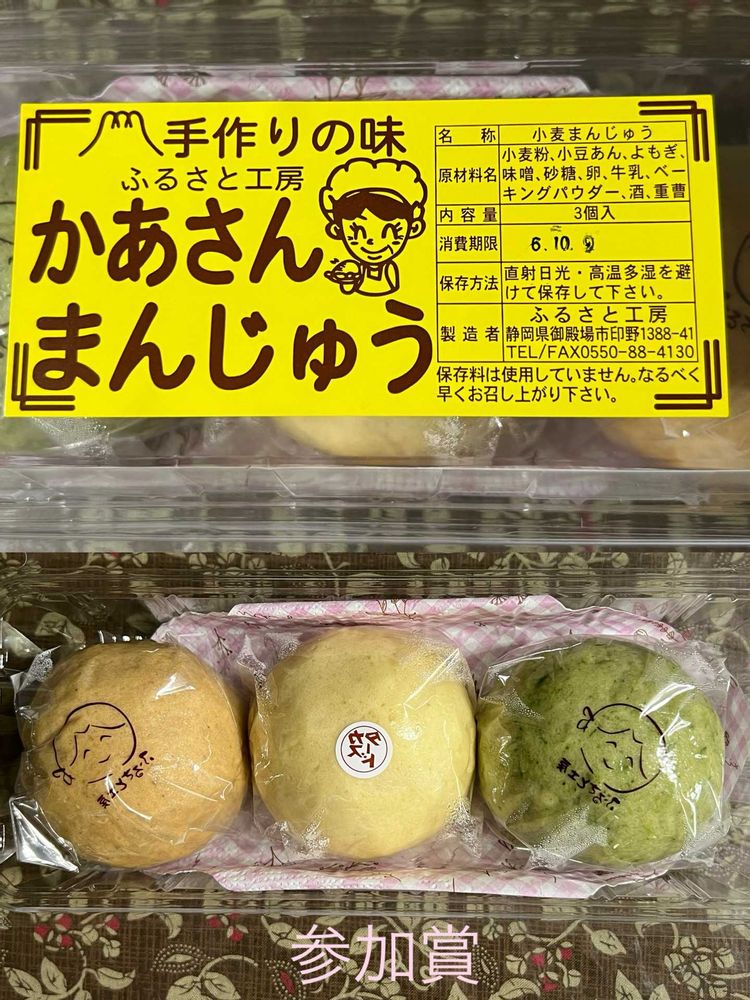 手作りの味
ふるさと工房
かあさん
まんじゅう
名称 小麦まんじゅう
原材料名 小麦粉、小豆あん、よもぎ、
味噌、砂糖、卵、牛乳、ベー
キングパウダー、酒、重曹
内容量 3個入
消費期限 6.10.9
保存方法 直射日光・高温多湿を避
けて保存して下さい。
製造者 ふるさと工房
静岡県御殿場市印野1388-41
TEL/FAX0550-88-4130
保存料は使用していません。なるべく
早くお召し上がり下さい。
カスタード
参加賞